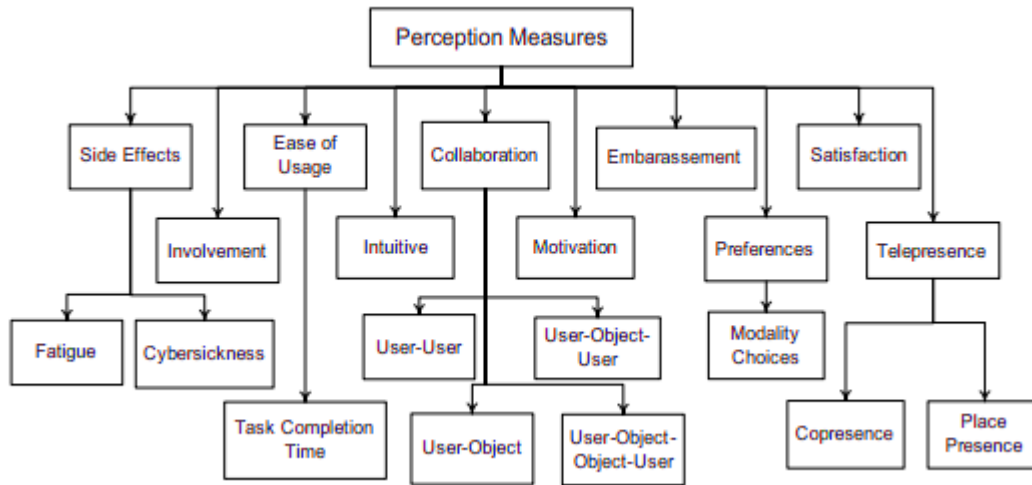 Perception Measures
Side Effects
Ease of
Usage
Collaboration
Embarassement
Satisfaction
Involvement
Intuitive
Motivation
Preferences
Telepresence
Fatigue
Cybersickness
User-User
User-Object-
User
Modality
Choices
Task Completion
Time
User-Object
User-Object-
Object-User
Copresence
Place
Presence